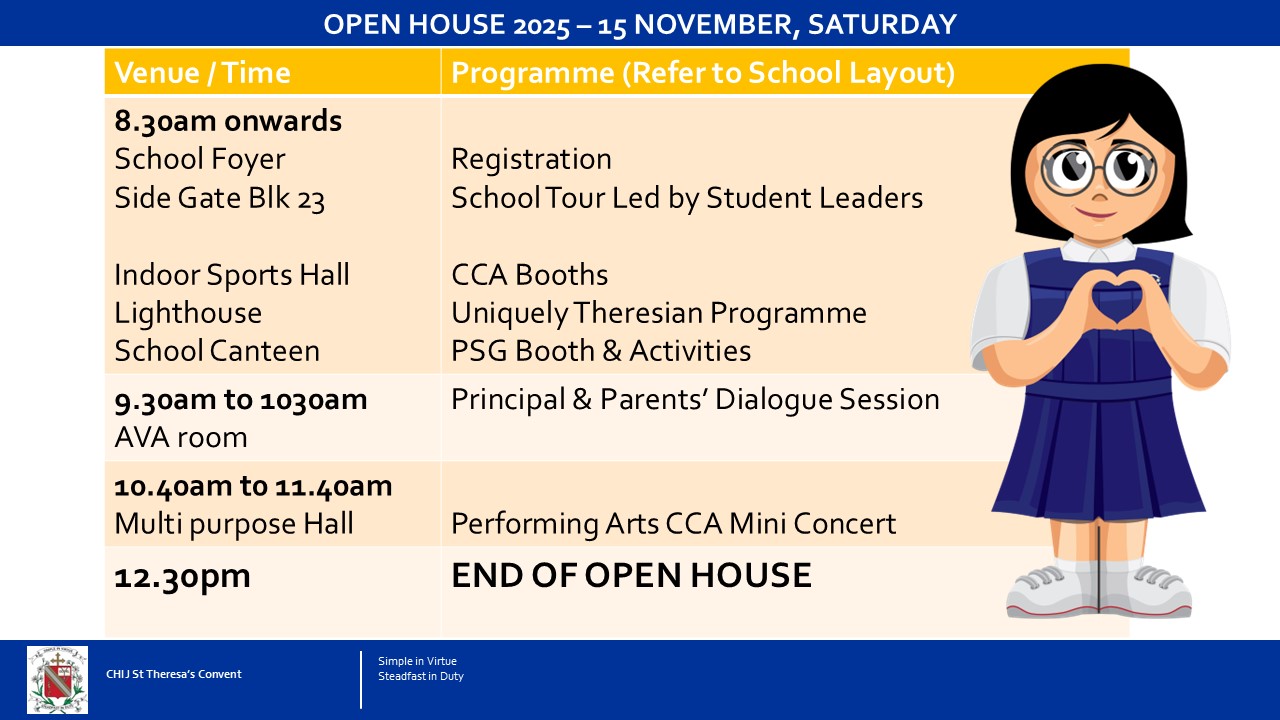 OPEN HOUSE 2025 – 15 NOVEMBER, SATURDAY
Venue / Time
Programme (Refer to School Layout)
8.30am onwards
School Foyer
Registration
Side Gate Blk 23
School Tour Led by Student Leaders
Indoor Sports Hall
CCA Booths
Lighthouse
Uniquely Theresian Programme
School Canteen
PSG Booth & Activities
9.30am to 1030am
Principal & Parents’ Dialogue Session
AVA room
10.40am to 11.40am
Multi purpose Hall
Performing Arts CCA Mini Concert
12.30pm
END OF OPEN HOUSE
CHIJ St Theresa’s Convent
Simple in Virtue
Steadfast in Duty